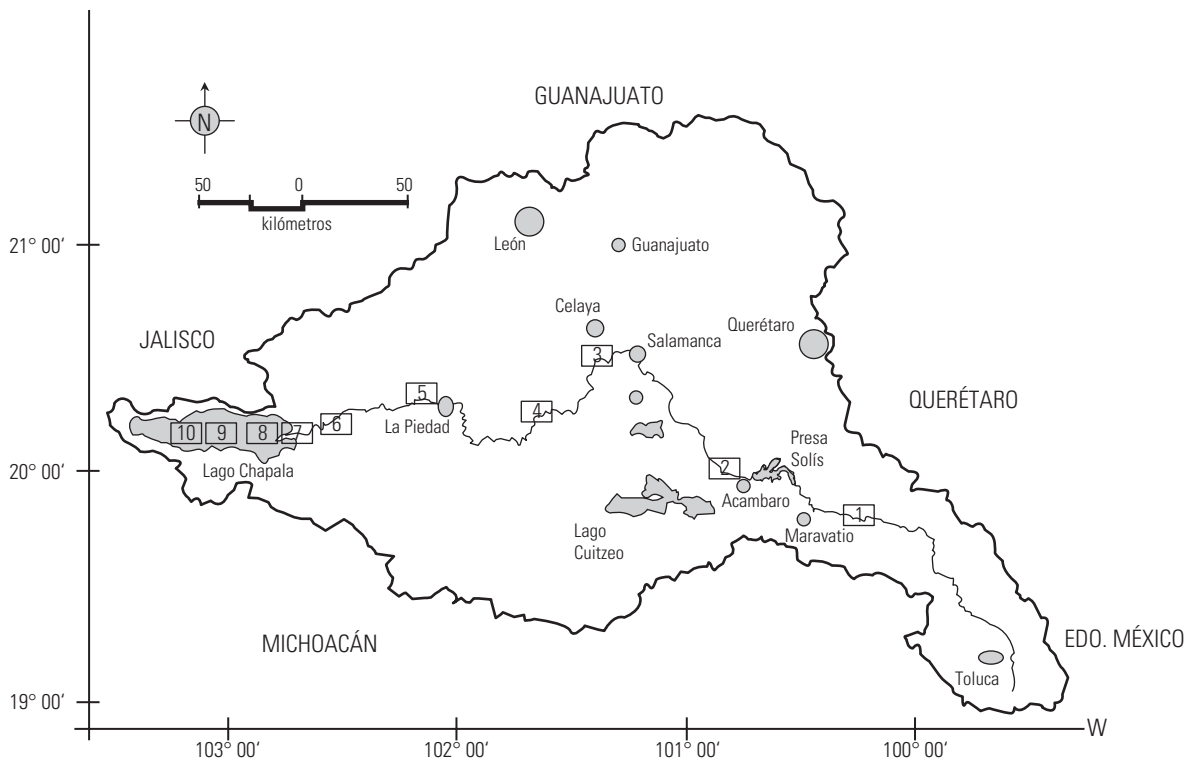 GUANAJUATO
N
50 0 50
kilómetros
21° 00'
León
Guanajuato
Celaya
Querétaro
JALISCO
Salamanca
3
QUERÉTARO
5
4
6
La Piedad
10 9 8 7
Presa
Solís
20° 00'
Lago Chapala
2
Acambaro
1
Lago
Cuitzeo
Maravatio
MICHOACÁN
EDO. MÉXICO
Toluca
19° 00'
W
103° 00' 102° 00' 101° 00' 100° 00'